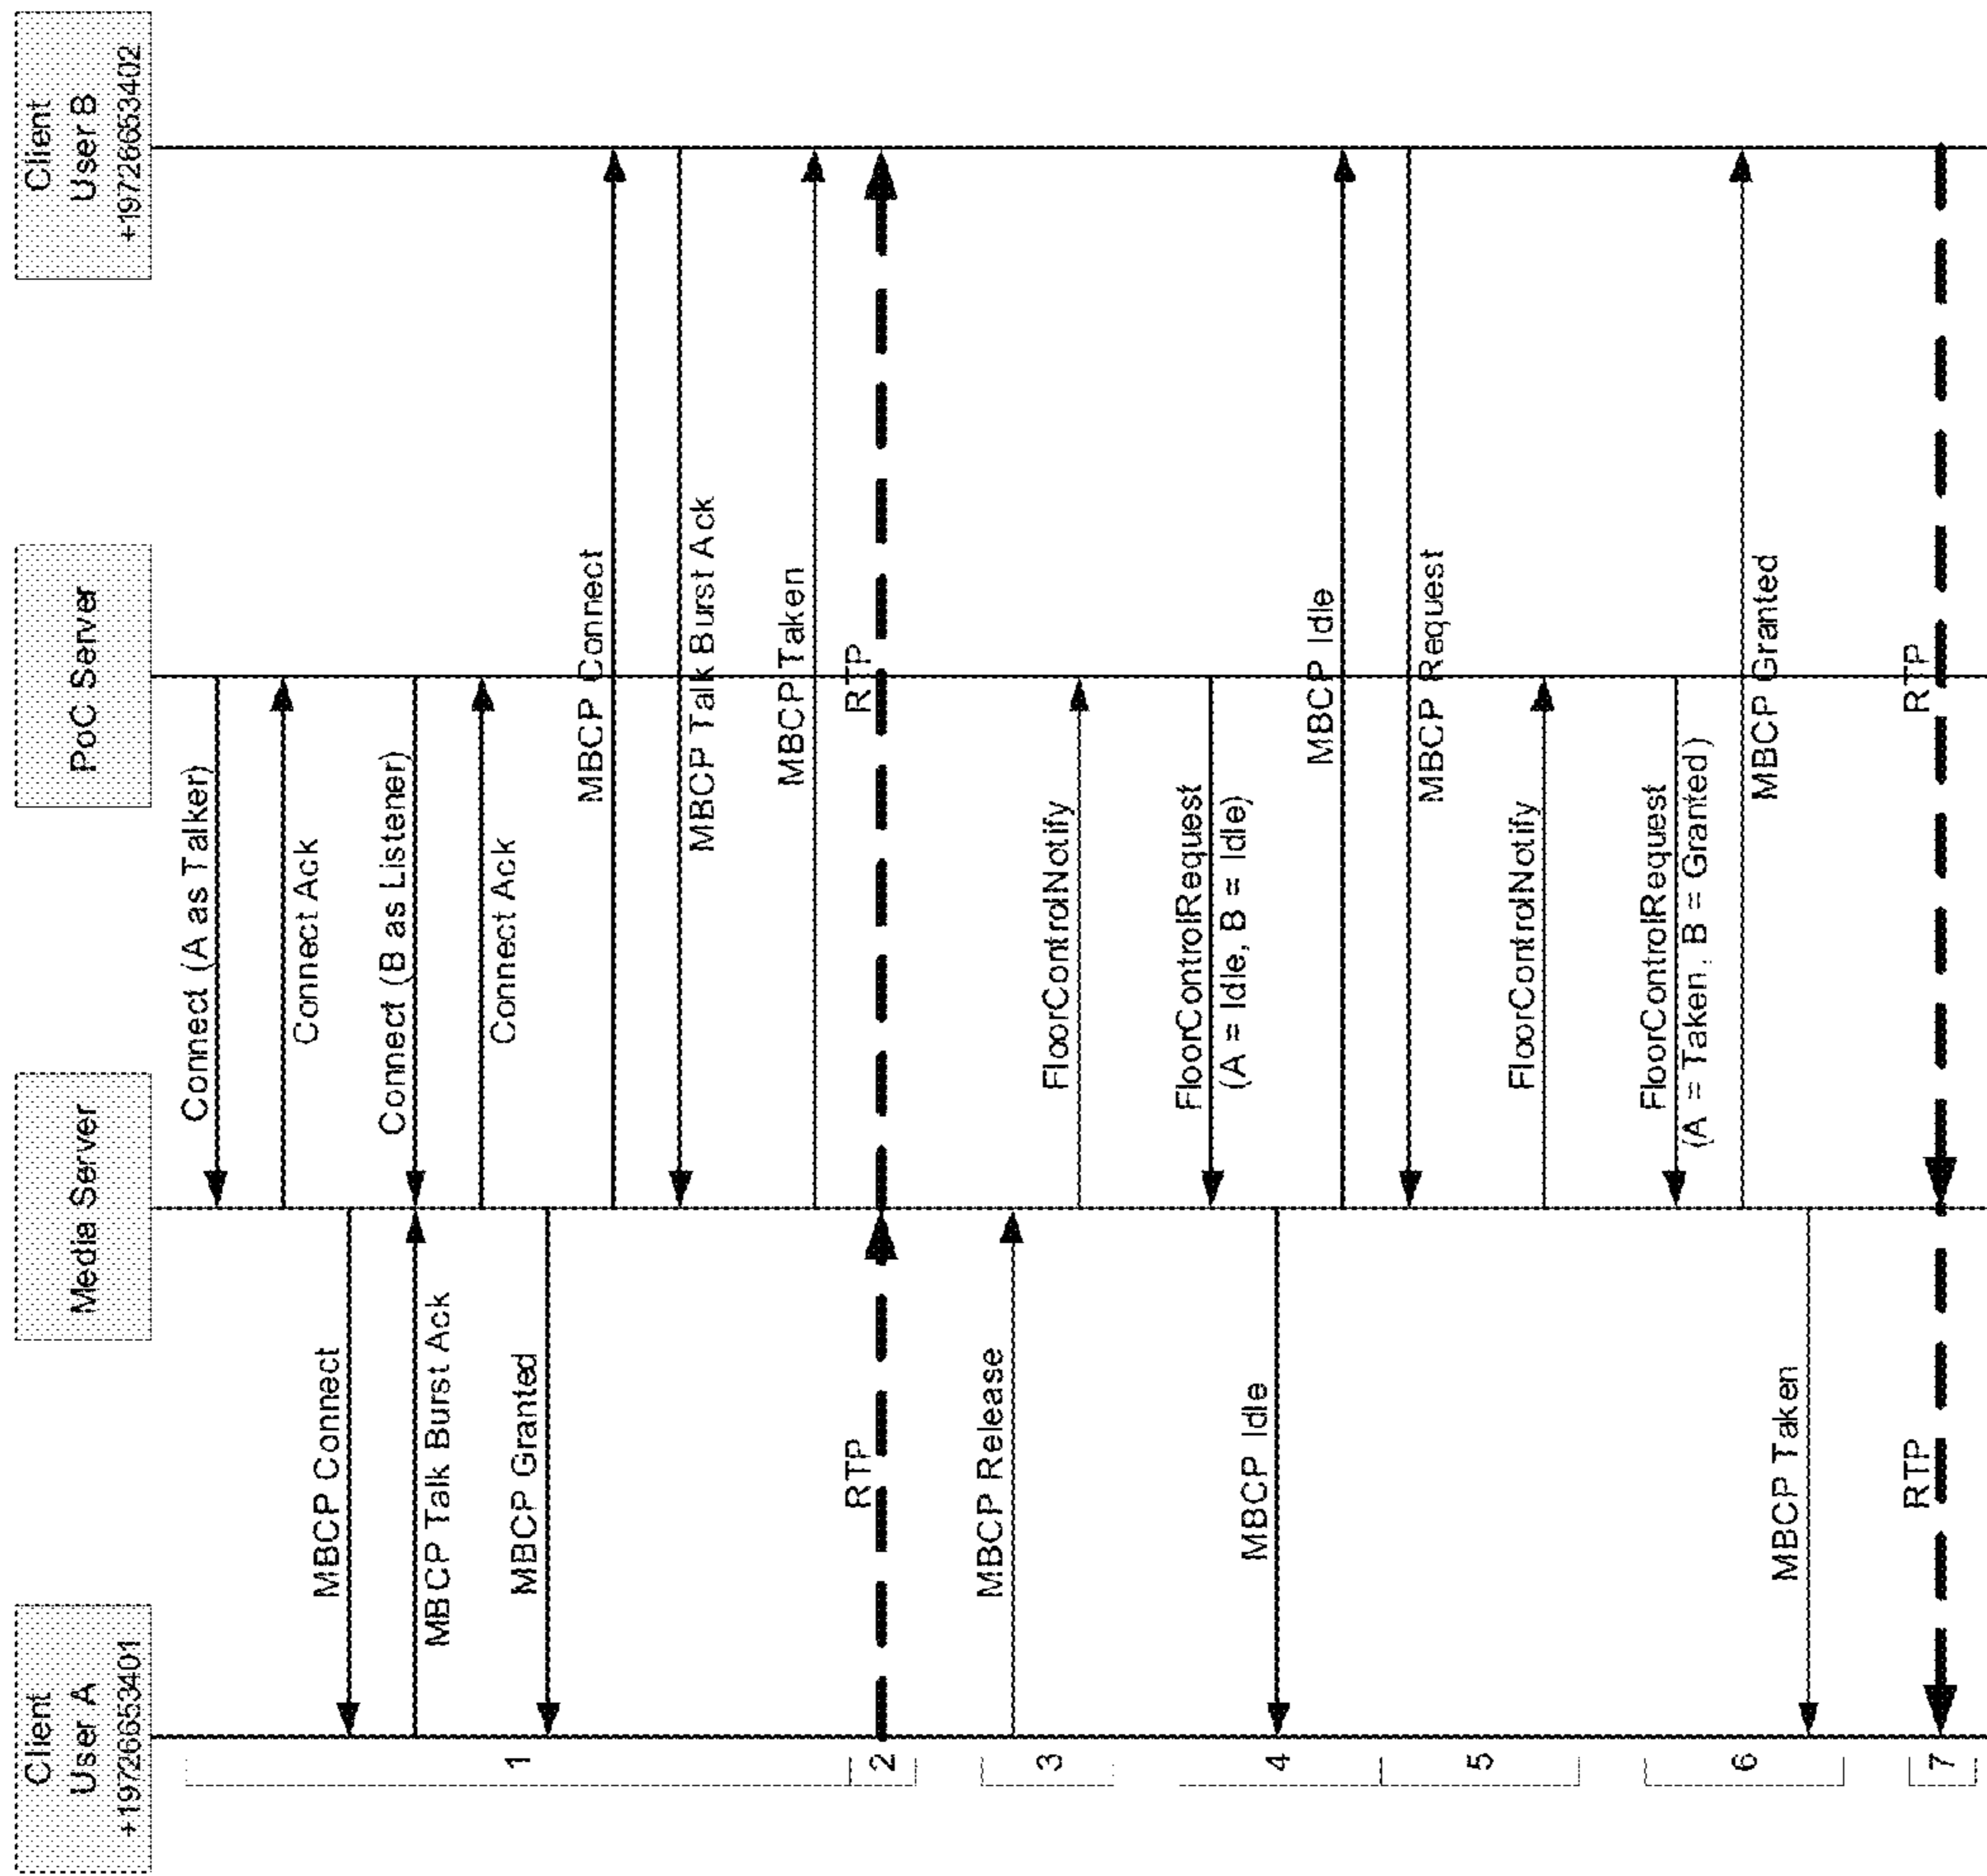 Client
User A
+19726653401
Media Server
PoC Server
Client
User B
+19726653402
Connect (A as Talker)
Connect Ack
MBCP Connect
Connect (B as Listener)
MBCP Talk Burst Ack
Connect Ack
MBCP Granted
MBCP Connect
MBCP Talk Burst Ack
MBCP Taken
1
RTP
RTP
2
MBCP Release
FloorControlNotify
3
FloorControlRequest
(A = Idle, B = Idle)
MBCP Idle
MBCP Idle
4
MBCP Request
FloorControlNotify
5
FloorControlRequest
(A = Taken, B = Granted)
MBCP Granted
MBCP Taken
6
RTP
RTP
7